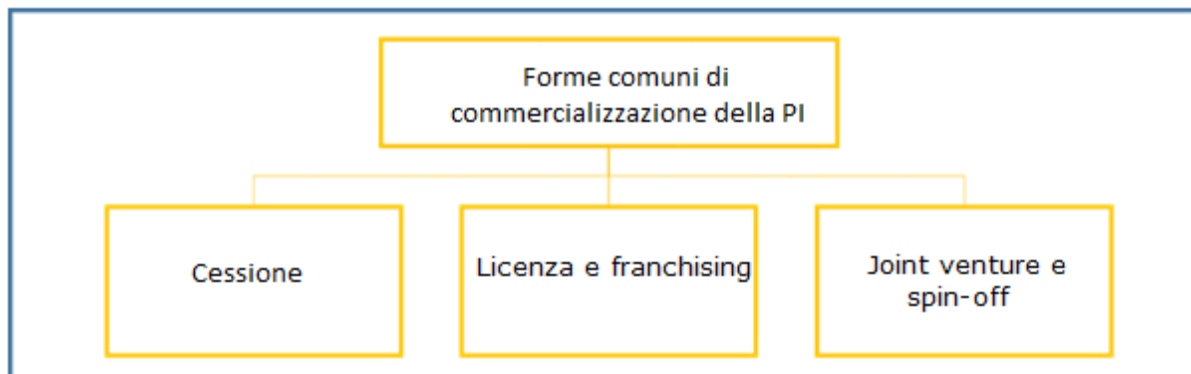 Forme comuni di
commercializzazione della PI
Cessione
Licenza e franchising
Joint venture e
spin-off